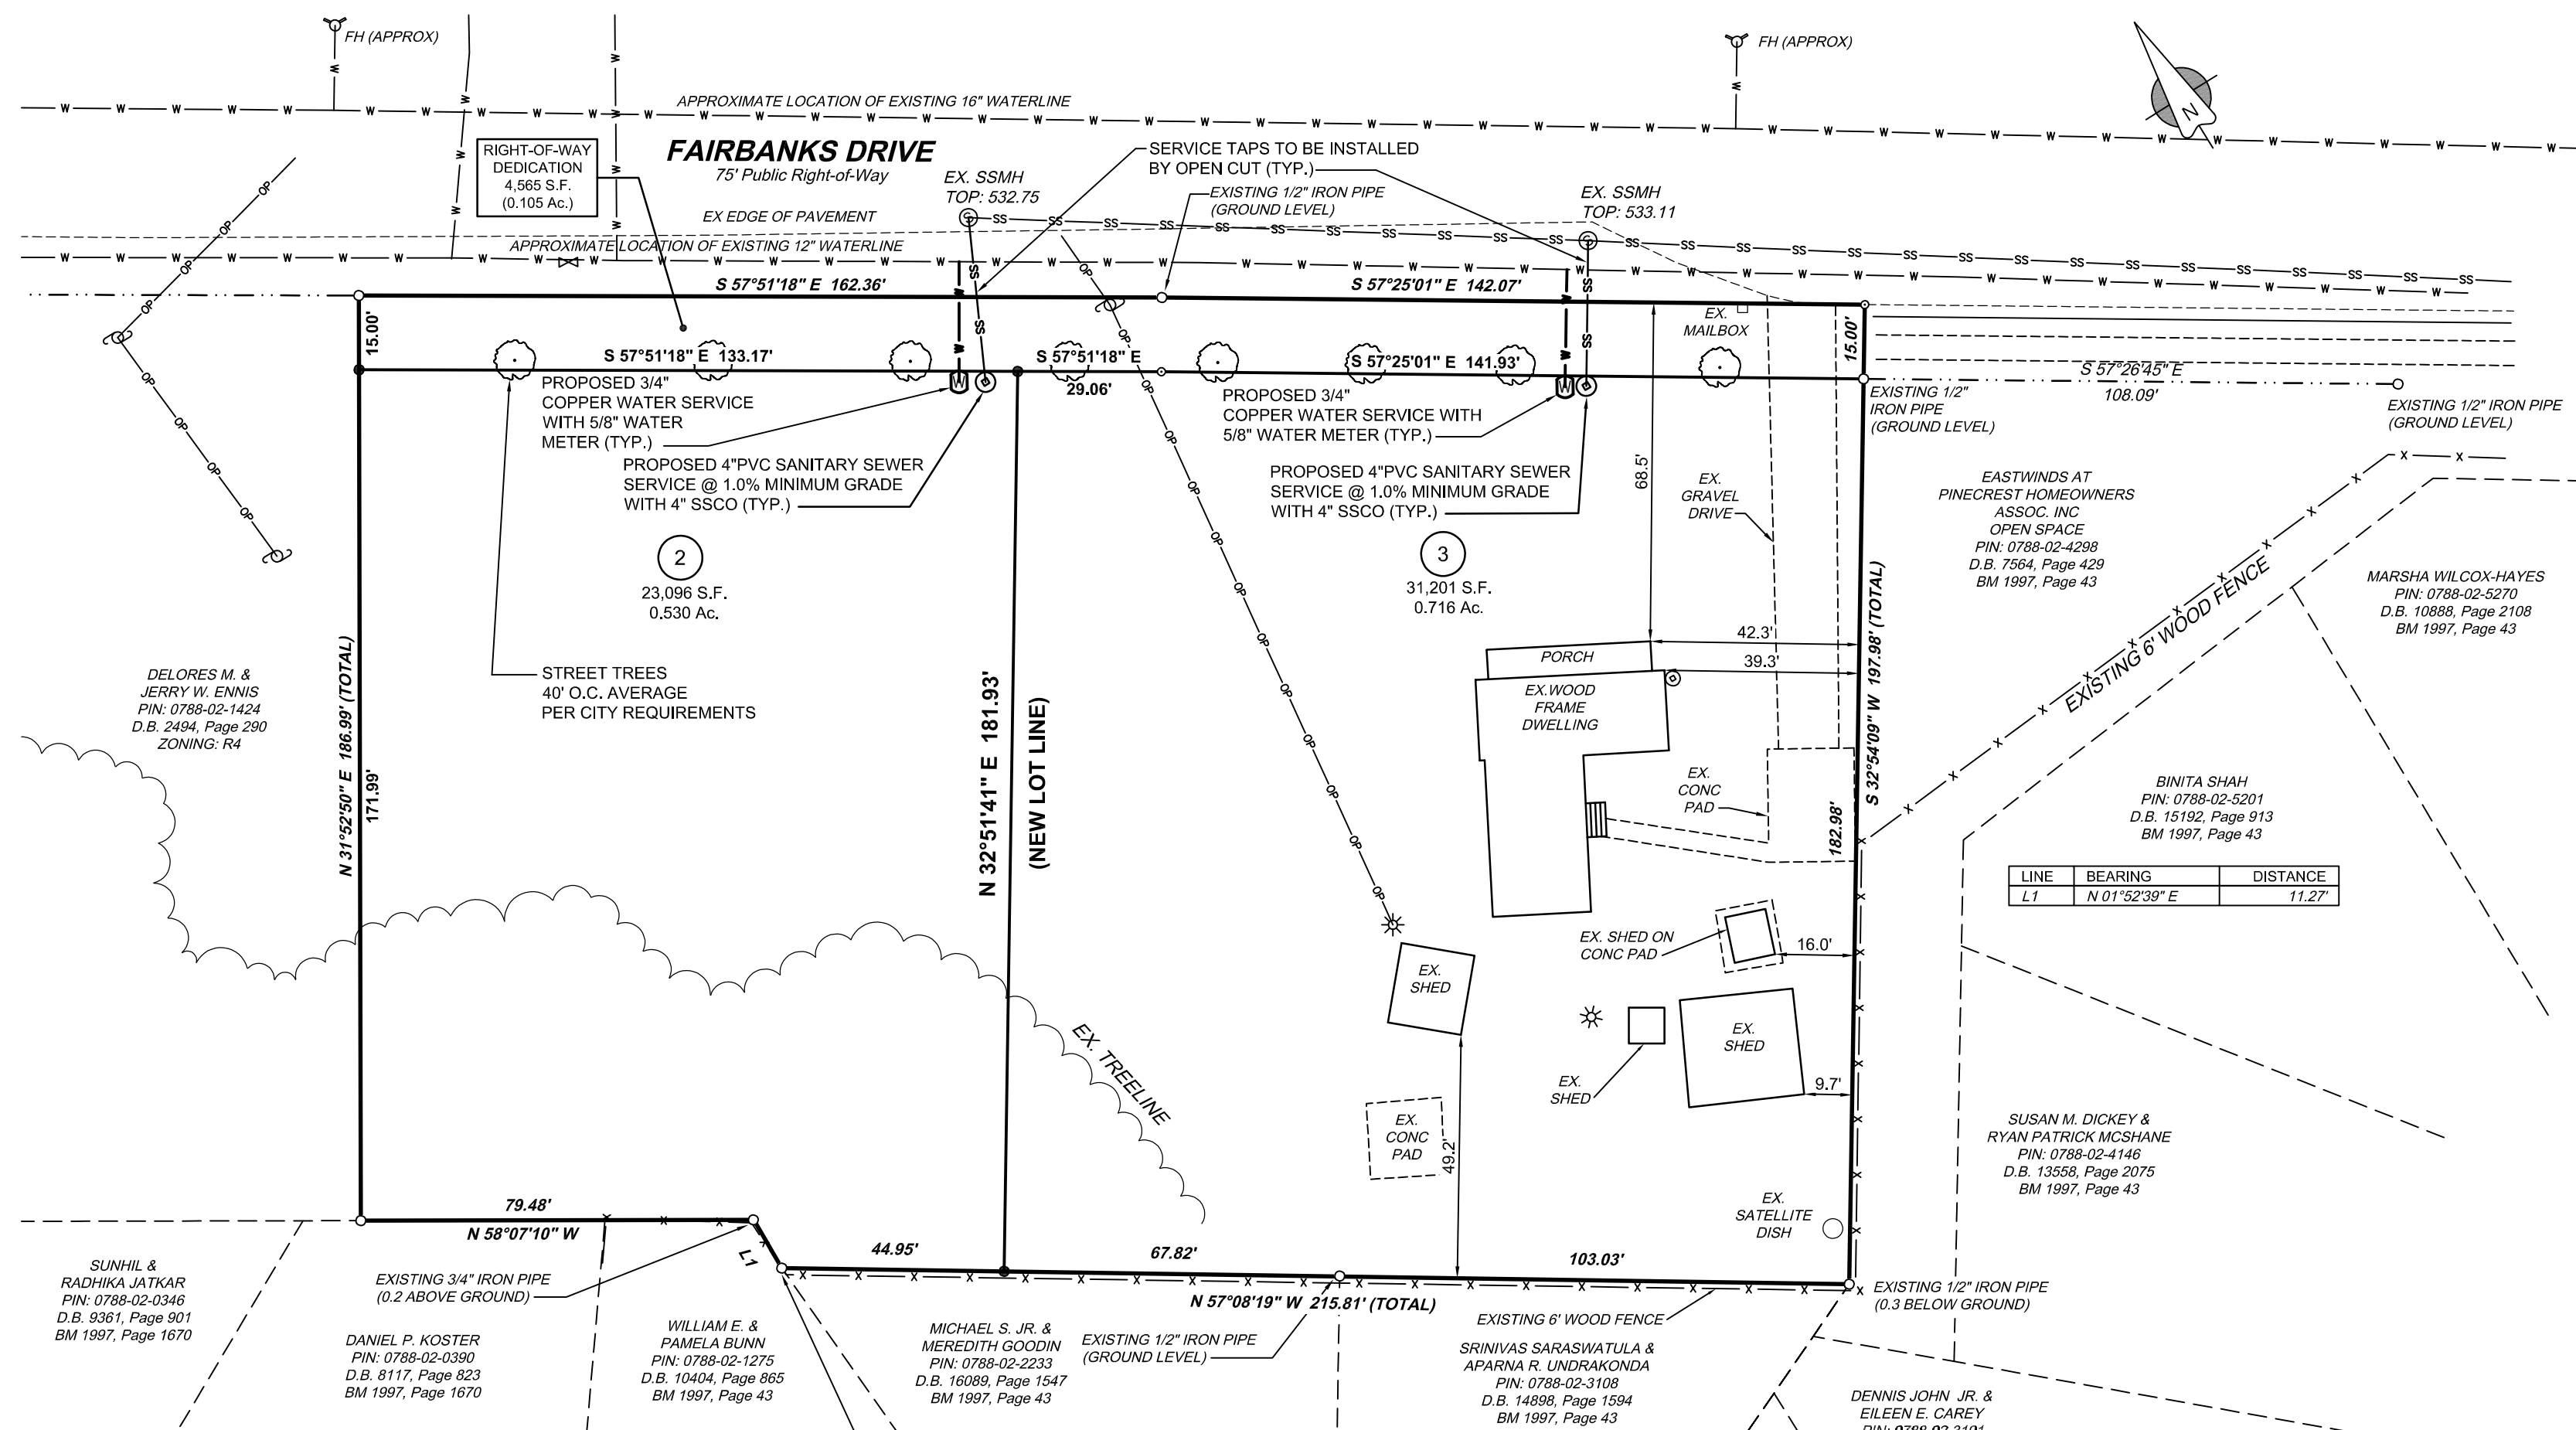 FH (APPROX)
FH (APPROX)
N
APPROXIMATE LOCATION OF EXISTING 16" WATERLINE
RIGHT-OF-WAY
DEDICATION
4,565 S.F.
(0.105 Ac.)
FAIRBANKS DRIVE
75' Public Right-of-Way
SERVICE TAPS TO BE INSTALLED
BY OPEN CUT (TYP.)
EX. SSMH
TOP: 532.75
EXISTING 1/2" IRON PIPE
(GROUND LEVEL)
EX. SSMH
TOP: 533.11
EX EDGE OF PAVEMENT
APPROXIMATE LOCATION OF EXISTING 12" WATERLINE
S 57°51'18" E 162.36'
S 57°25'01" E 142.07'
15.00'
EX.
MAILBOX
15.00'
S 57°51'18" E 133.17'
S 57°51'18" E
29.06'
S 57°25'01" E 141.93'
S 57°26'45" E
108.09'
PROPOSED 3/4"
COPPER WATER SERVICE
WITH 5/8" WATER
METER (TYP.)
PROPOSED 3/4"
COPPER WATER SERVICE WITH
5/8" WATER METER (TYP.)
EXISTING 1/2"
IRON PIPE
(GROUND LEVEL)
EXISTING 1/2" IRON PIPE
(GROUND LEVEL)
PROPOSED 4"PVC SANITARY SEWER
SERVICE @ 1.0% MINIMUM GRADE
WITH 4" SSCO (TYP.)
PROPOSED 4"PVC SANITARY SEWER
SERVICE @ 1.0% MINIMUM GRADE
WITH 4" SSCO (TYP.)
68.5'
EX.
GRAVEL
DRIVE
EASTWINDS AT
PINECREST HOMEOWNERS
ASSOC. INC
OPEN SPACE
PIN: 0788-02-4298
D.B. 7564, Page 429
BM 1997, Page 43
2
23,096 S.F.
0.530 Ac.
3
31,201 S.F.
0.716 Ac.
EXISTING 6' WOOD FENCE
MARSHA WILCOX-HAYES
PIN: 0788-02-5270
D.B. 10888, Page 2108
BM 1997, Page 43
DELORES M. &
JERRY W. ENNIS
PIN: 0788-02-1424
D.B. 2494, Page 290
ZONING: R4
N 31°52'50" E 186.99' (TOTAL)
171.99'
STREET TREES
40' O.C. AVERAGE
PER CITY REQUIREMENTS
N 32°51'41" E 181.93'
(NEW LOT LINE)
PORCH
42.3'
39.3'
EX.WOOD
FRAME
DWELLING
S 32°54'09" W 197.98' (TOTAL)
182.98'
EX.
CONC
PAD
BINITA SHAH
PIN: 0788-02-5201
D.B. 15192, Page 913
BM 1997, Page 43
LINE BEARING DISTANCE
L1 N 01°52'39" E 11.27'
EX. SHED ON
CONC PAD
16.0'
EX.
SHED
EX. TREELINE
EX.
SHED
EX.
SHED
9.7'
EX.
CONC
PAD
49.2'
SUSAN M. DICKEY &
RYAN PATRICK MCSHANE
PIN: 0788-02-4146
D.B. 13558, Page 2075
BM 1997, Page 43
EX.
SATELLITE
DISH
79.48'
N 58°07'10" W
L1
44.95'
67.82'
103.03'
N 57°08'19" W 215.81' (TOTAL)
SUNHIL &
RADHIKA JATKAR
PIN: 0788-02-0346
D.B. 9361, Page 901
BM 1997, Page 1670
EXISTING 3/4" IRON PIPE
(0.2 ABOVE GROUND)
EXISTING 6' WOOD FENCE
EXISTING 1/2" IRON PIPE
(0.3 BELOW GROUND)
DANIEL P. KOSTER
PIN: 0788-02-0390
D.B. 8117, Page 823
BM 1997, Page 1670
WILLIAM E. &
PAMELA BUNN
PIN: 0788-02-1275
D.B. 10404, Page 865
BM 1997, Page 43
MICHAEL S. JR. &
MEREDITH GOODIN
PIN: 0788-02-2233
D.B. 16089, Page 1547
BM 1997, Page 43
EXISTING 1/2" IRON PIPE
(GROUND LEVEL)
SRINIVAS SARASWATULA &
APARNA R. UNDRAKONDA
PIN: 0788-02-3108
D.B. 14898, Page 1594
BM 1997, Page 43
DENNIS JOHN JR. &
EILEEN E. CAREY